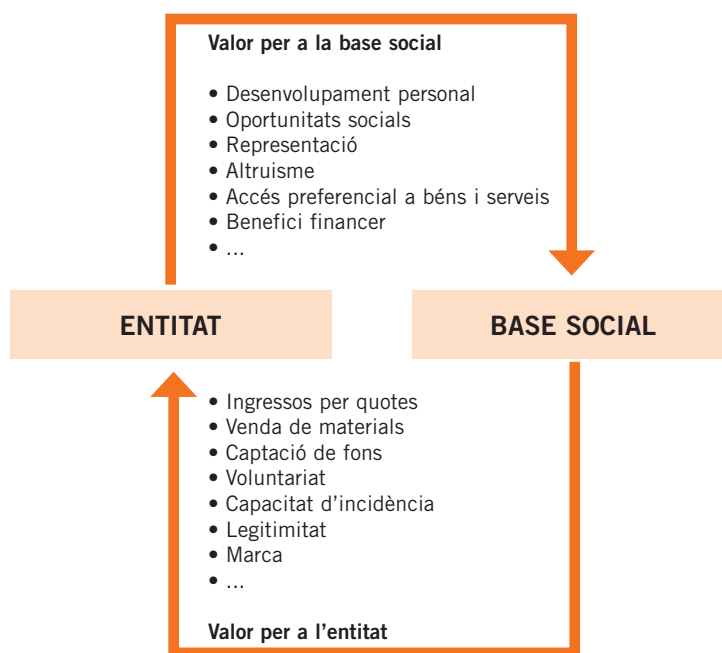 Valor per a la base social
• Desenvolupament personal
• Oportunitats socials
• Representació
• Altruisme
• Accés preferencial a béns i serveis
• Benefici financer
• ...
ENTITAT
BASE SOCIAL
• Ingressos per quotes
• Venda de materials
• Captació de fons
• Voluntariat
• Capacitat d’incidència
• Legitimitat
• Marca
• ...
Valor per a l’entitat